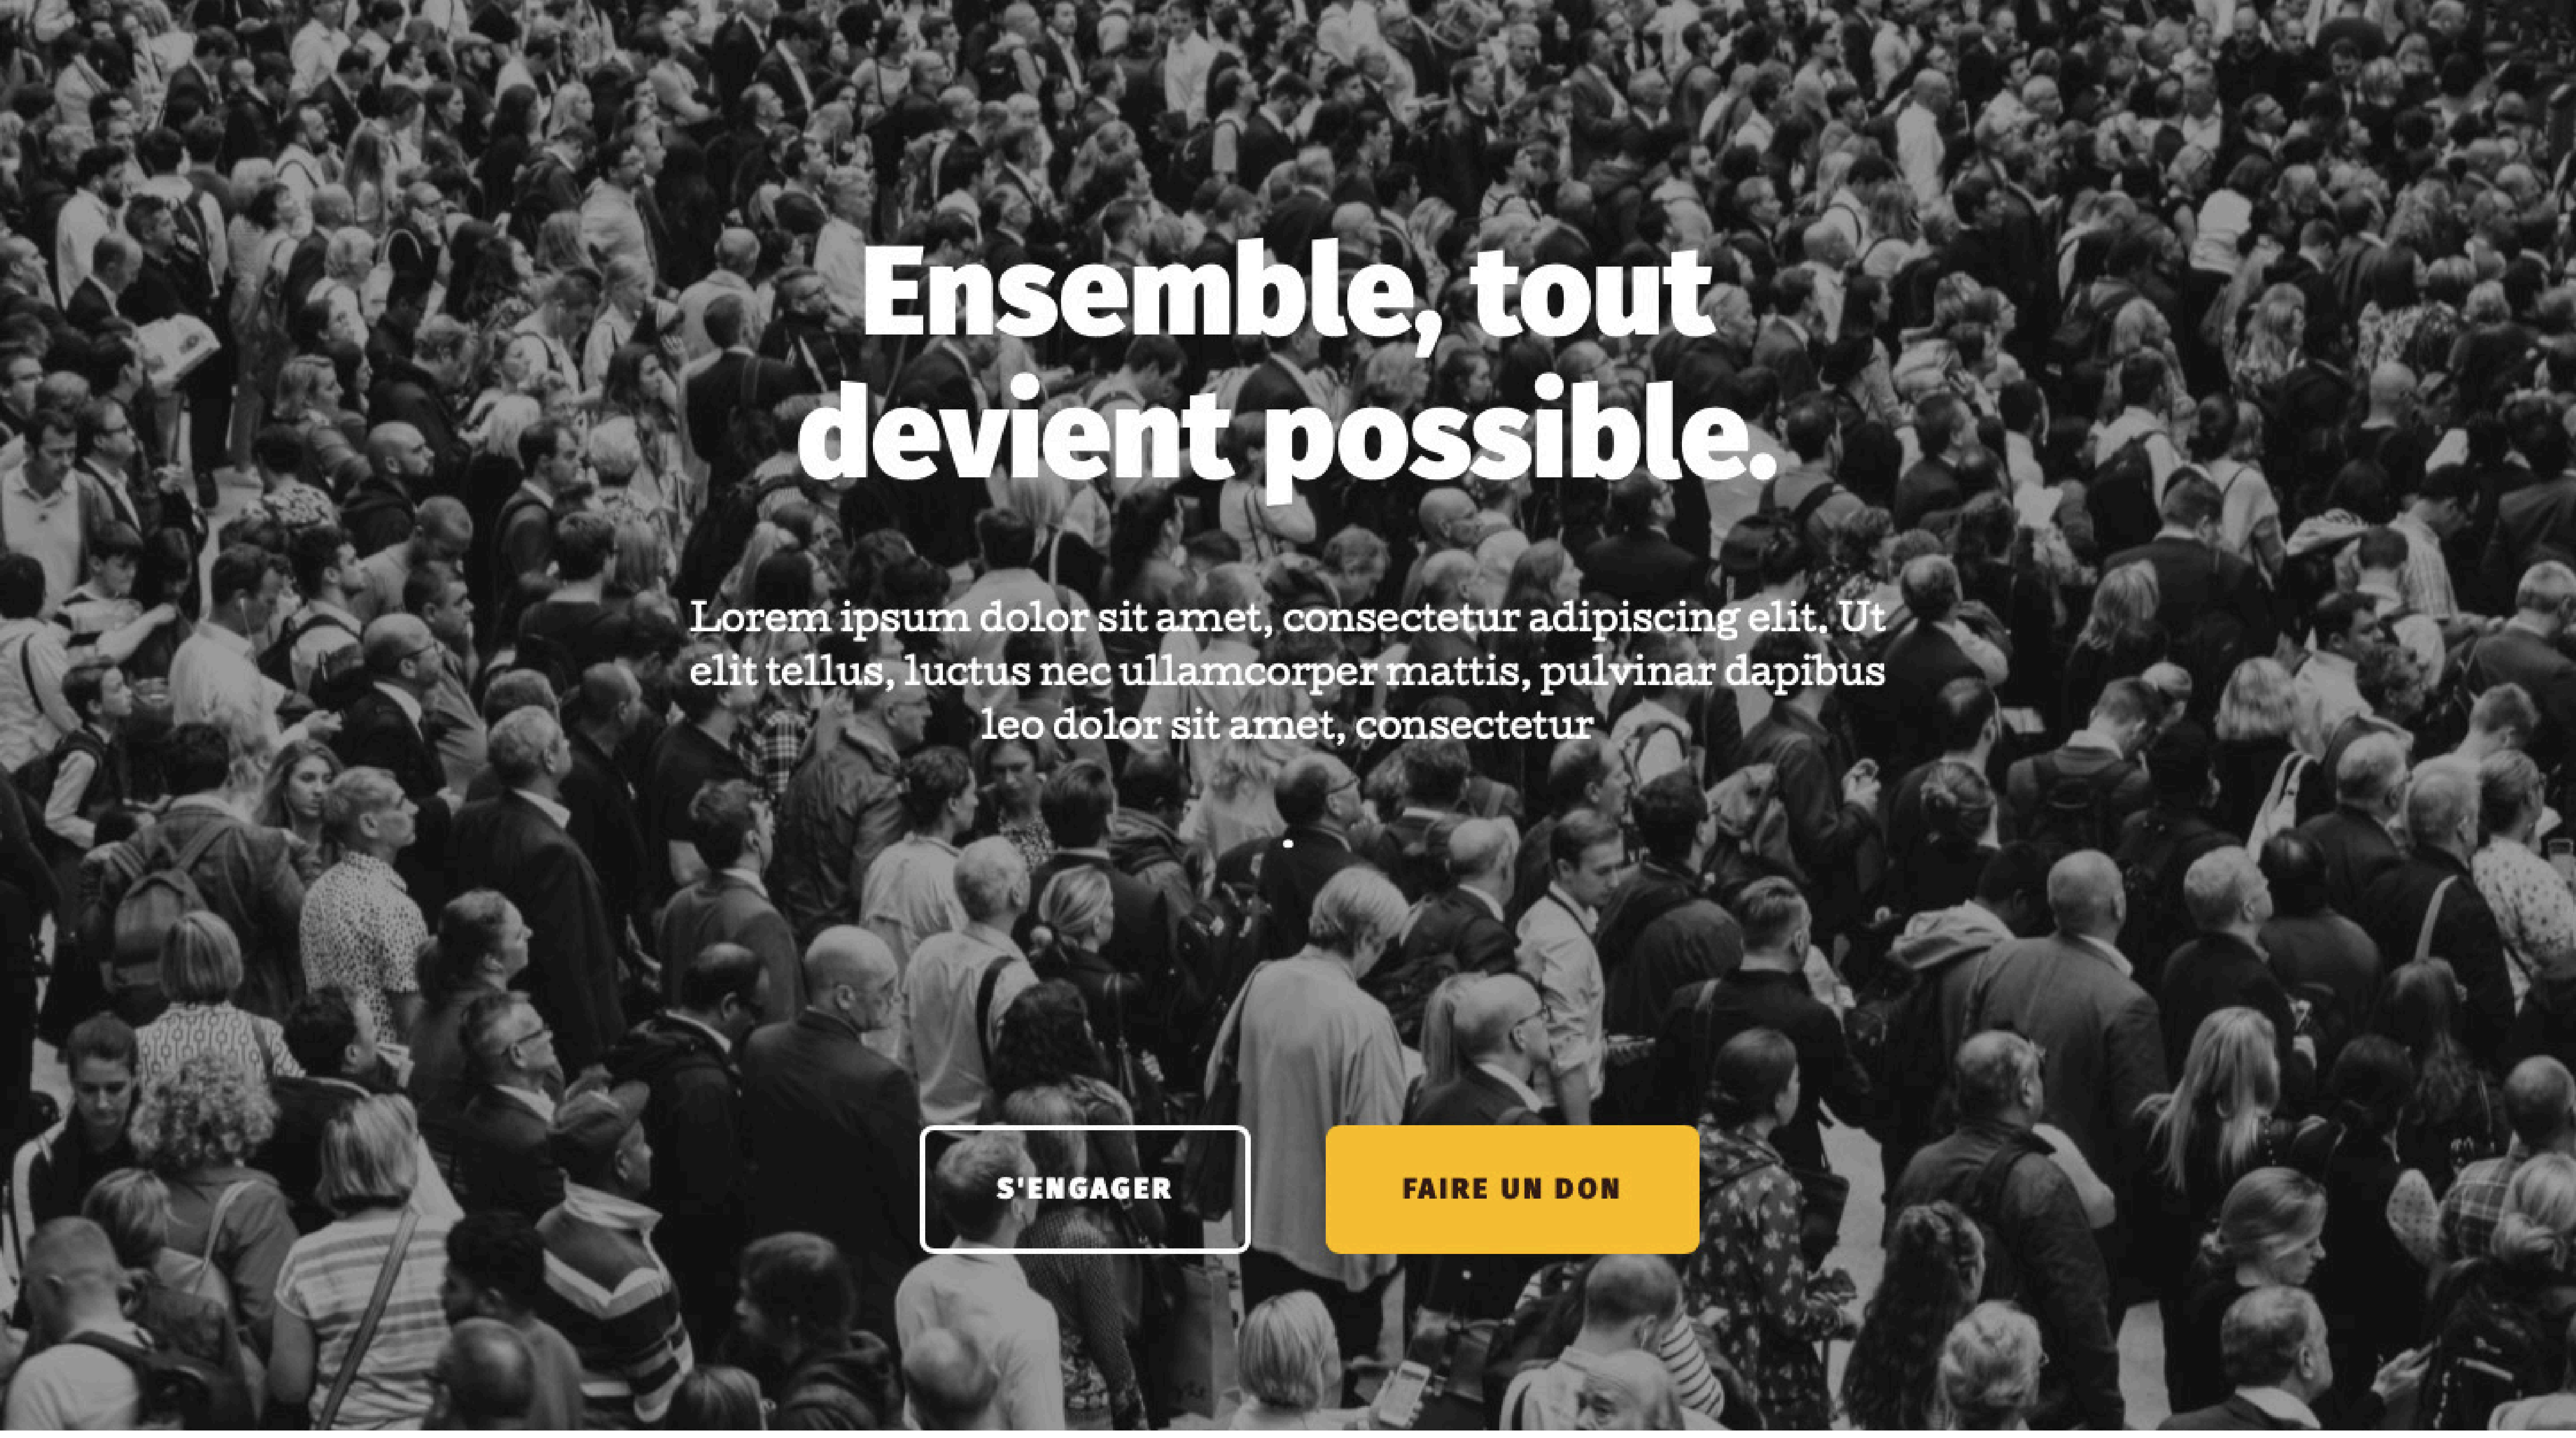 Ensemble, tout
devient possible.
Lorem ipsum dolor sit amet, consectetur adipiscing elit. Ut
elit tellus, luctus nec ullamcorper mattis, pulvinar dapibus
leo dolor sit amet, consectetur
.
S'ENGAGER
FAIRE UN DON